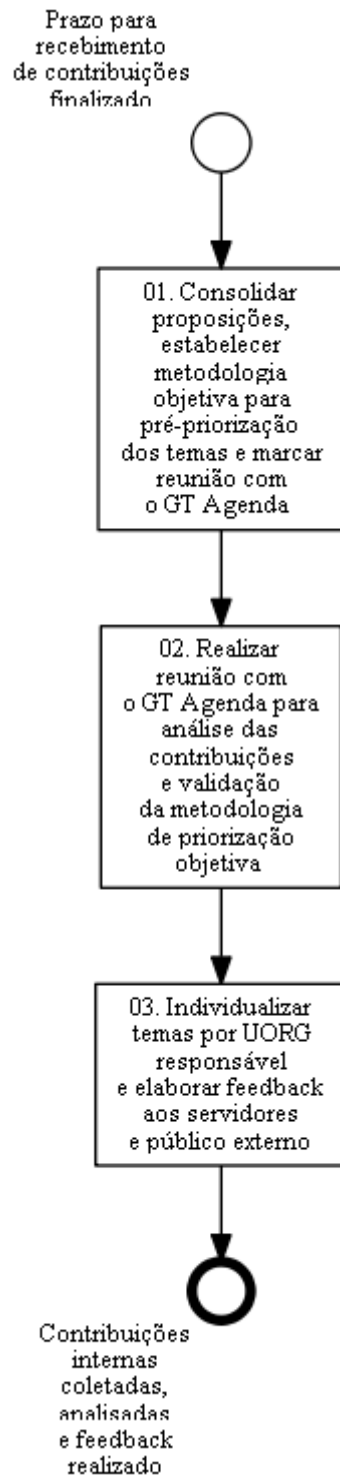 Prazo para
recebimento
de contribuições
finalizado
01. Consolidar
proposições,
estabelecer
metodologia
objetiva para
pré-priorização
dos temas e marcar
reunião com
o GT Agenda
02. Realizar
reunião com
o GT Agenda para
análise das
contribuições
e validação
da metodologia
de priorização
objetiva
03. Individualizar
temas por UORG
responsável
e elaborar feedback
aos servidores
e público externo
Contribuições
internas
coletadas,
analisadas
e feedback
realizado